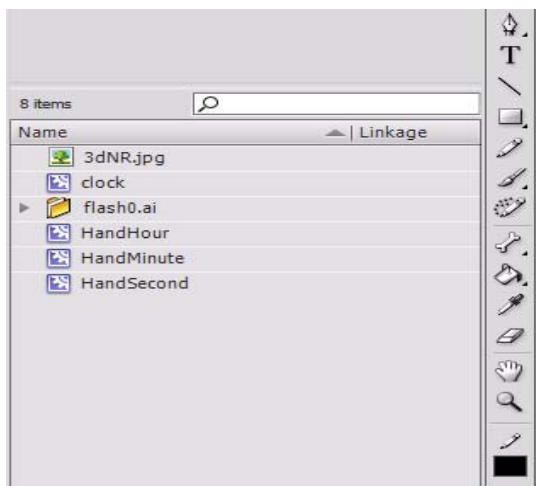 8 items
Name Linkage
3dNR.jpg
clock
flash0.ai
HandHour
HandMinute
HandSecond
T